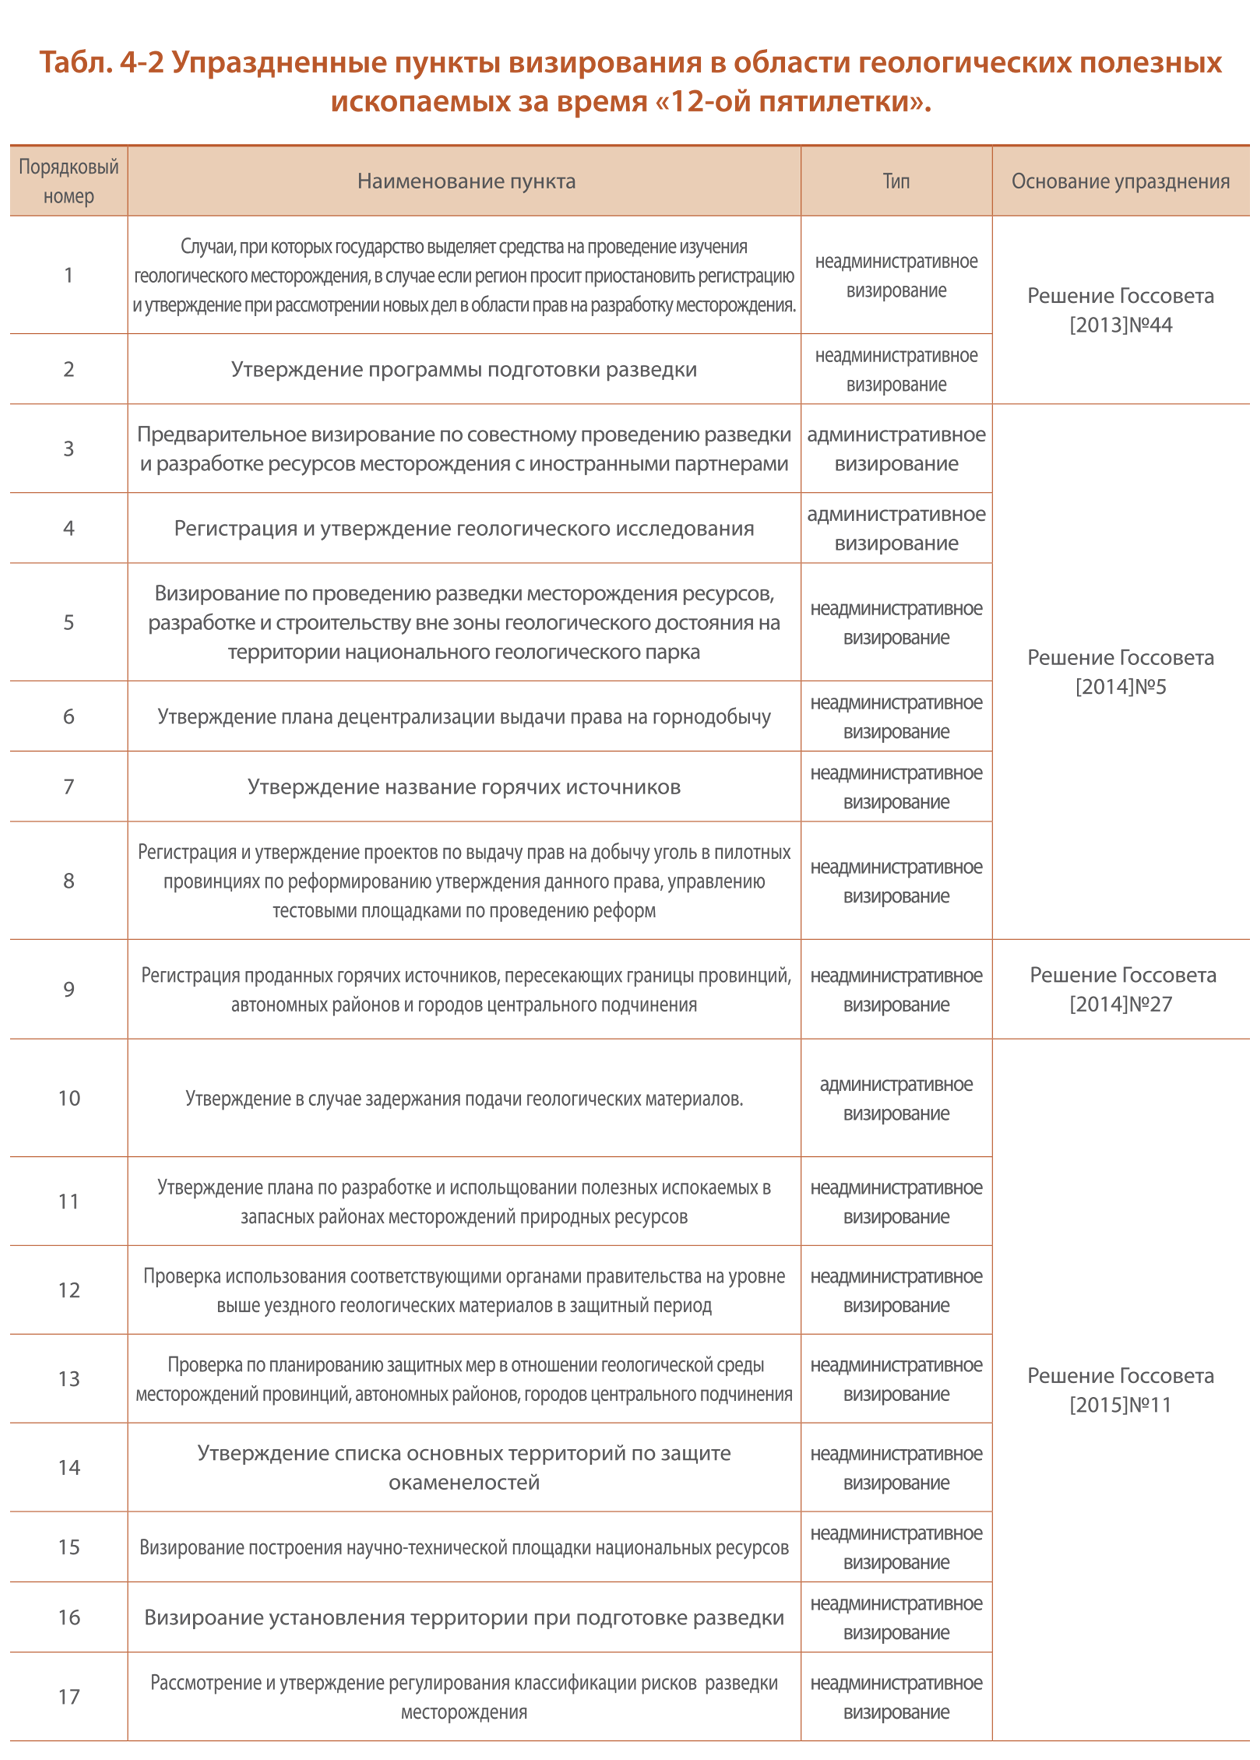 Табл. 4-2 Упраздненные пункты визирования в области геологических полезных
ископаемых за время «12-ой пятилетки».
Порядковый
номер
Наименование пункта
Тип
Основание упразднения
1
Случаи, при которых государство выделяет средства на проведение изучения
геологического месторождения, в случае если регион просит приостановить регистрацию
и утверждение при рассмотрении новых дел в области прав на разработку месторождения.
неадминистративное
визирование
Решение Госсовета
[2013]№44
2
Утверждение программы подготовки разведки
неадминистративное
визирование
3
Предварительное визирование по совестному проведению разведки
и разработке ресурсов месторождения с иностранными партнерами
административное
визирование
Решение Госсовета
[2014]№5
4
Регистрация и утверждение геологического исследования
административное
визирование
5
Визирование по проведению разведки месторождения ресурсов,
разработке и строительству вне зоны геологического достояния на
территории национального геологического парка
неадминистративное
визирование
6
Утверждение плана децентрализации выдачи права на горнодобычу
неадминистративное
визирование
7
Утверждение название горячих источников
неадминистративное
визирование
8
Регистрация и утверждение проектов по выдачу прав на добычу уголь в пилотных
провинциях по реформированию утверждения данного права, управлению
тестовыми площадками по проведению реформ
неадминистративное
визирование
9
Регистрация проданных горячих источников, пересекающих границы провинций,
автономных районов и городов центрального подчинения
неадминистративное
визирование
Решение Госсовета
[2014]№27
10
Утверждение в случае задержания подачи геологических материалов.
административное
визирование
Решение Госсовета
[2015]№11
11
Утверждение плана по разработке и испольщовании полезных испокаемых в
запасных районах месторождений природных ресурсов
неадминистративное
визирование
12
Проверка использования соответствующими органами правительства на уровне
выше уездного геологических материалов в защитный период
неадминистративное
визирование
13
Проверка по планированию защитных мер в отношении геологической среды
месторождений провинций, автономных районов, городов центрального подчинения
неадминистративное
визирование
14
Утверждение списка основных территорий по защите
окаменелостей
неадминистративное
визирование
15
Визирование построения научно-технической площадки национальных ресурсов
неадминистративное
визирование
16
Визироание установления территории при подготовке разведки
неадминистративное
визирование
17
Рассмотрение и утверждение регулирования классификации рисков разведки
месторождения
неадминистративное
визирование